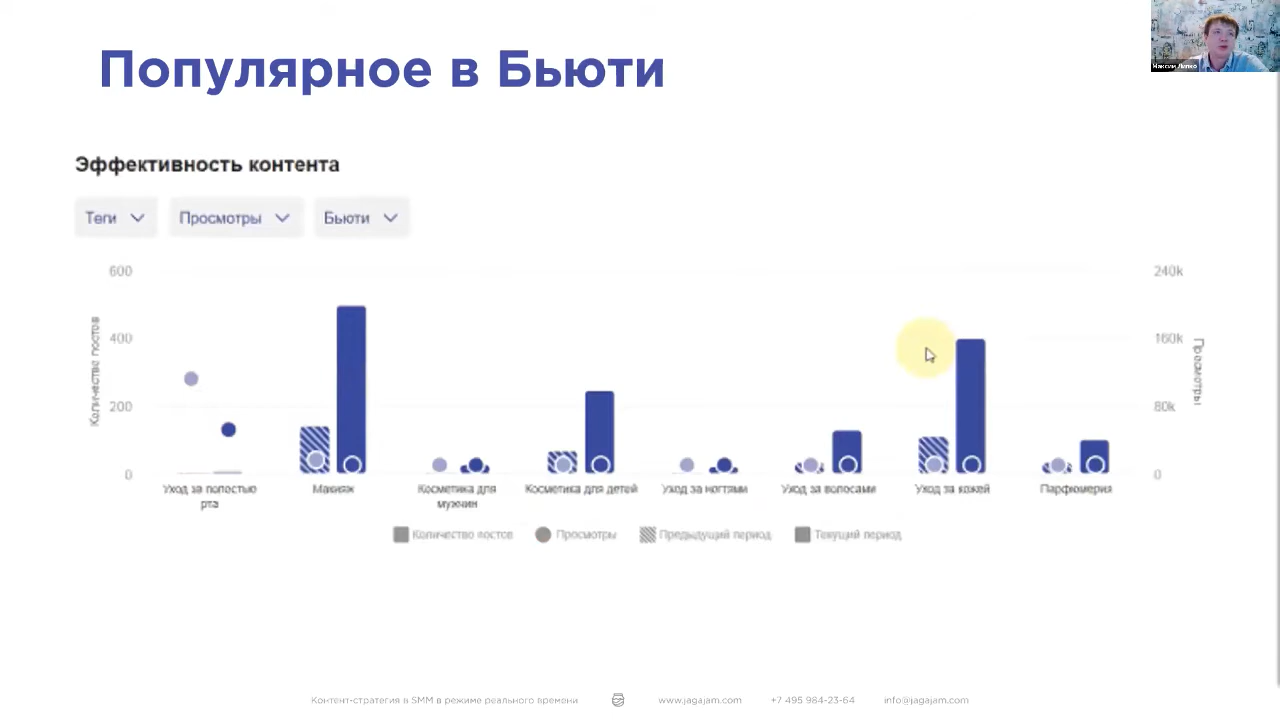 Популярное в Бьюти
Максим Липко
Эффективность контента
Теги
Просмотры
Бьюти
600
400
200
0
Количество постов
240k
160k
80k
0
Просмотры
Уход за полостью
рта
Макияж
Косметика для
мужчин
Косметика для детей
Уход за ногтями
Уход за волосами
Уход за кожей
Парфюмерия
Количество постов
Просмотры
Предыдущий период
Текущий период
Контент-стратегия в SMM в режиме реального времени
www.jagajam.com
+7 495 984-23-64
info@jagajam.com